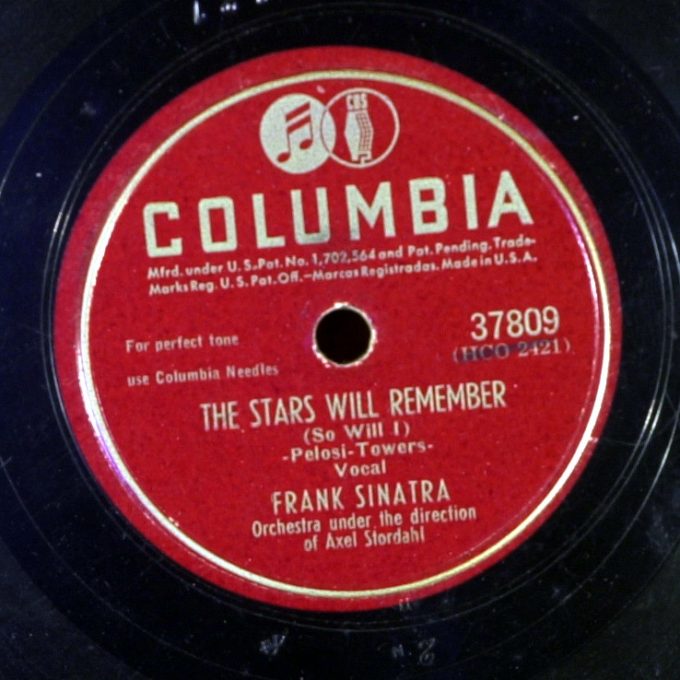 CBS
COLUMBIA
Mfrd. under U.S. Pat. No. 1,702,564 and Pat. Pending. Trade-
Marks Reg. U. S. Pat. Off.—Marcas Registradas. Made in U.S.A.
For perfect tone
use Columbia Needles
37809
(HCO 2421)
THE STARS WILL REMEMBER
(So Will I)
-Pelosi-Towers-
Vocal
FRANK SINATRA
Orchestra under the direction
of Axel Stordahl